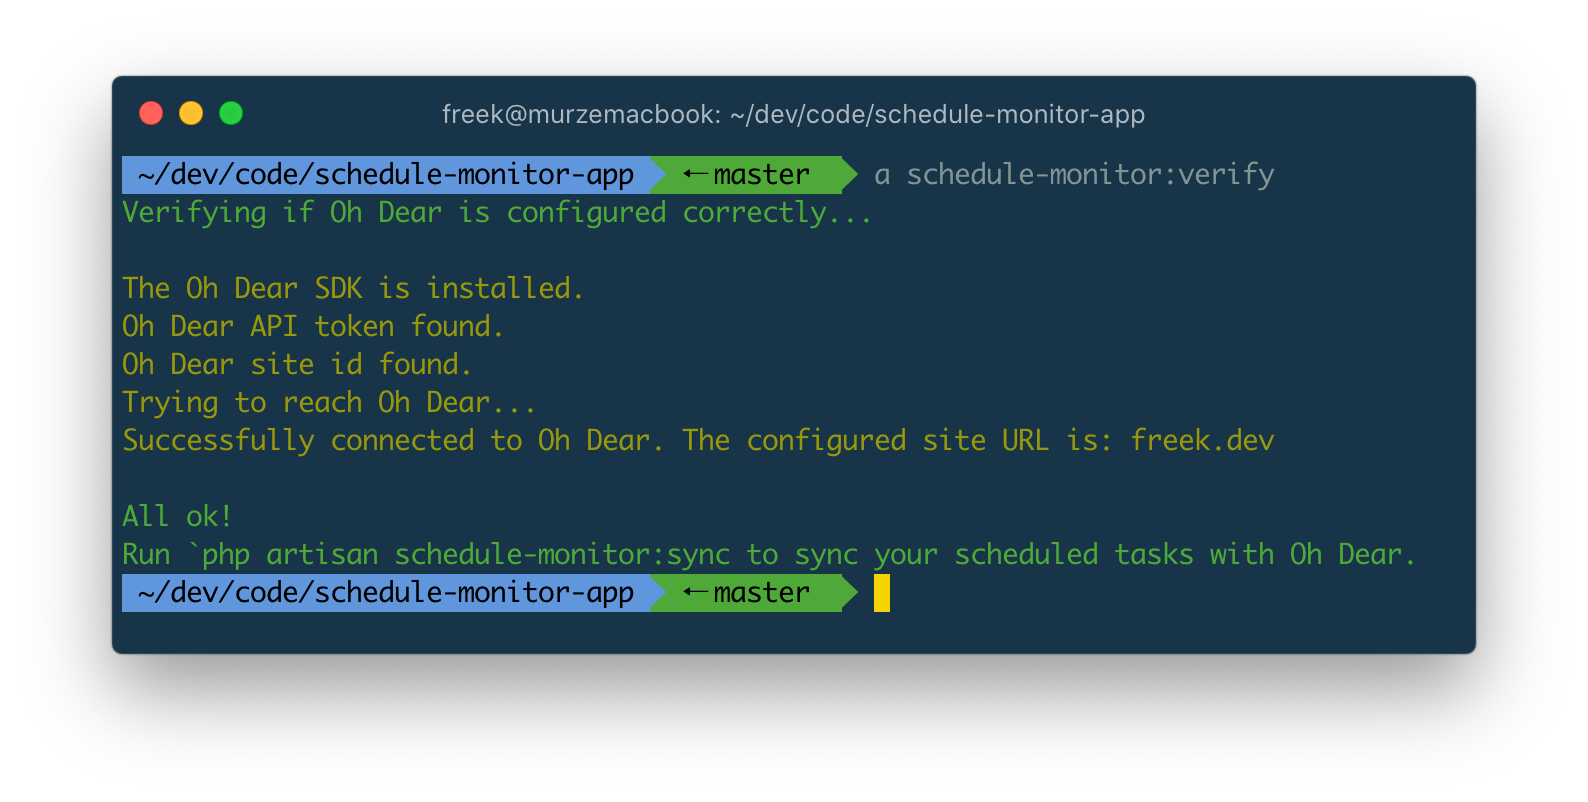 freek@murzemacbook: ~/dev/code/schedule-monitor-app
~/dev/code/schedule-monitor-app ←master a schedule-monitor:verify
Verifying if Oh Dear is configured correctly...
The Oh Dear SDK is installed.
Oh Dear API token found.
Oh Dear site id found.
Trying to reach Oh Dear...
Successfully connected to Oh Dear. The configured site URL is: freek.dev
All ok!
Run `php artisan schedule-monitor:sync to sync your scheduled tasks with Oh Dear.
~/dev/code/schedule-monitor-app ←master